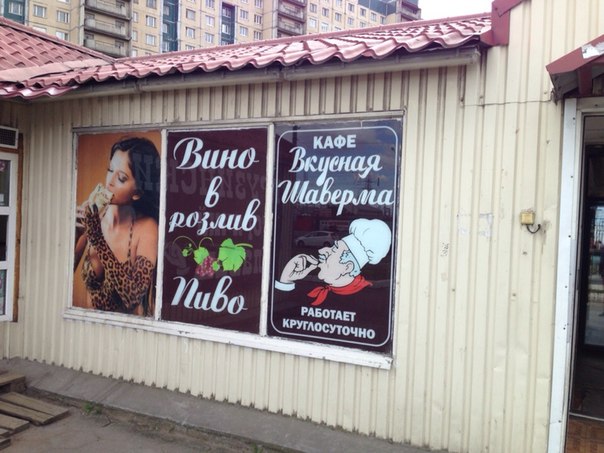 Вино
в
розлив
Пиво
КАФЕ
Вкусная
Шаверма
РАБОТАЕТ
КРУГЛОСУТОЧНО